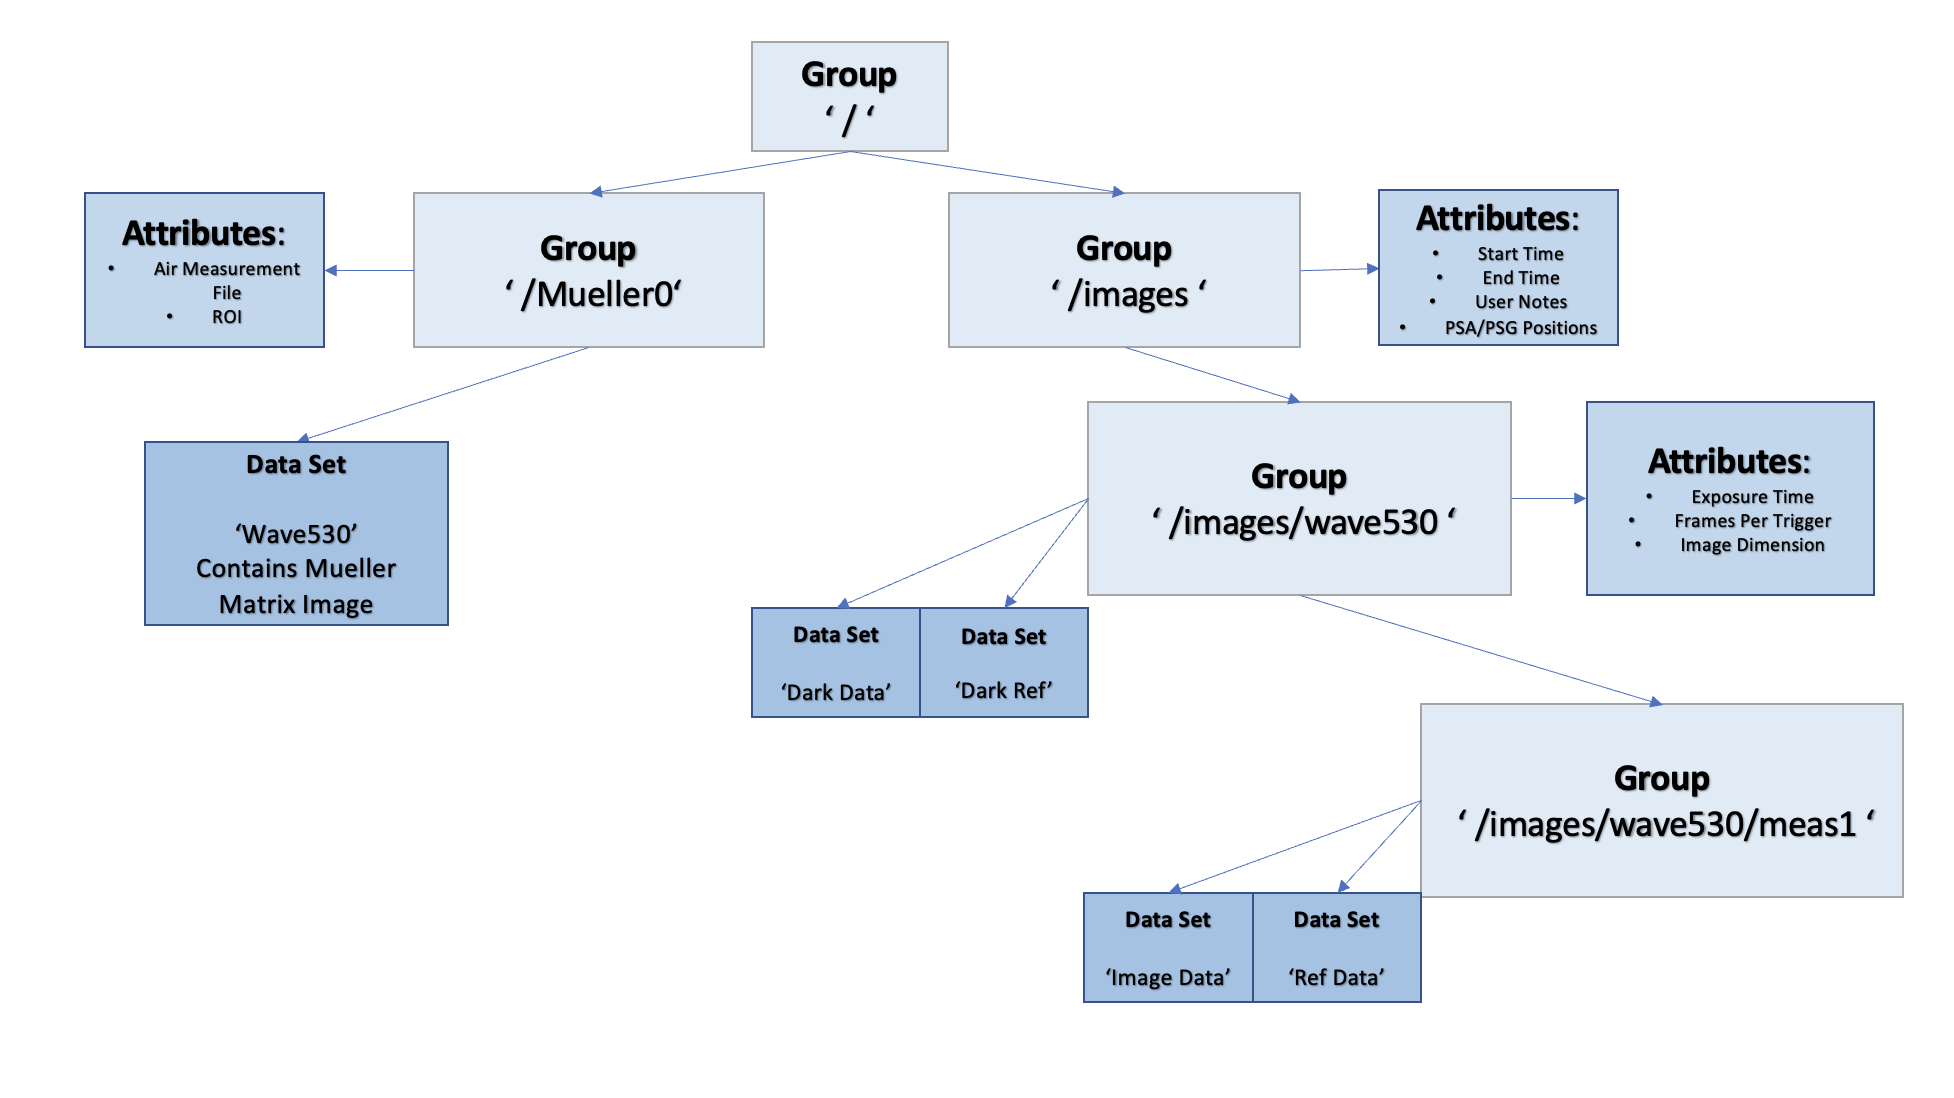 Group
‘ / ‘
Attributes:
• Air Measurement
File
• ROI
Group
‘ /Mueller0‘
Group
‘ /images ‘
Attributes:
• Start Time
• End Time
• User Notes
• PSA/PSG Positions
Data Set
‘Wave530’
Contains Mueller
Matrix Image
Group
‘ /images/wave530 ‘
Attributes:
• Exposure Time
• Frames Per Trigger
• Image Dimension
Data Set
‘Dark Data’
Data Set
‘Dark Ref’
Group
‘ /images/wave530/meas1 ‘
Data Set
‘Image Data’
Data Set
‘Ref Data’